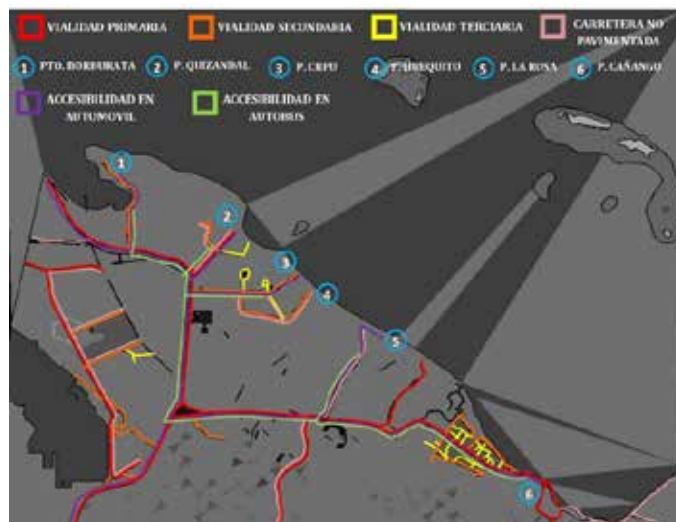 VIALIDAD PRIMARIA VIALIDAD SECUNDARIA VIALIDAD TERCIARIA CARRETERA NO
PAVIMENTADA
1 PTO. BORBURATA 2 P. QUIZANDAL 3 P. CRPU 4 5 P. LA ROSA 6 P. CAÑANGO
ACCESIBILIDAD EN
AUTOMOVIL
ACCESIBILIDAD EN
AUTOBUS
1
2
3
4
5
6